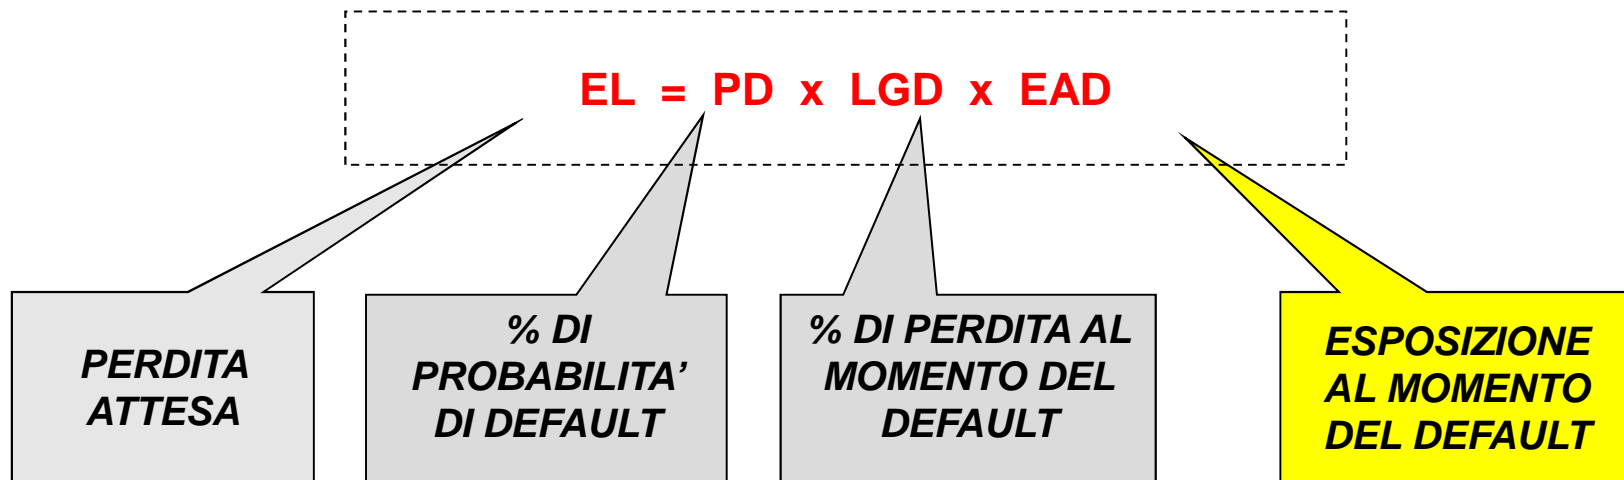 EL = PD x LGD x EAD
PERDITA
ATTESA
% DI
PROBABILITA’
DI DEFAULT
% DI PERDITA AL
MOMENTO DEL
DEFAULT
ESPOSIZIONE
AL MOMENTO
DEL DEFAULT